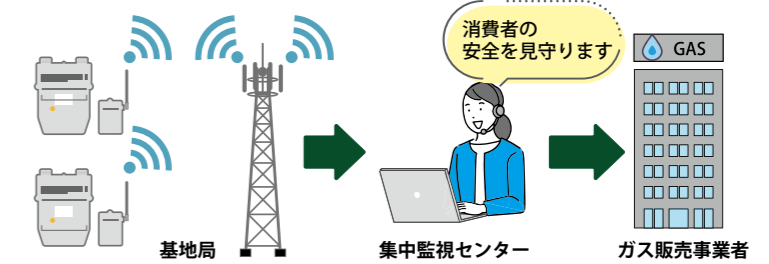 消費者の
安全を見守ります
GAS
基地局
集中監視センター
ガス販売事業者